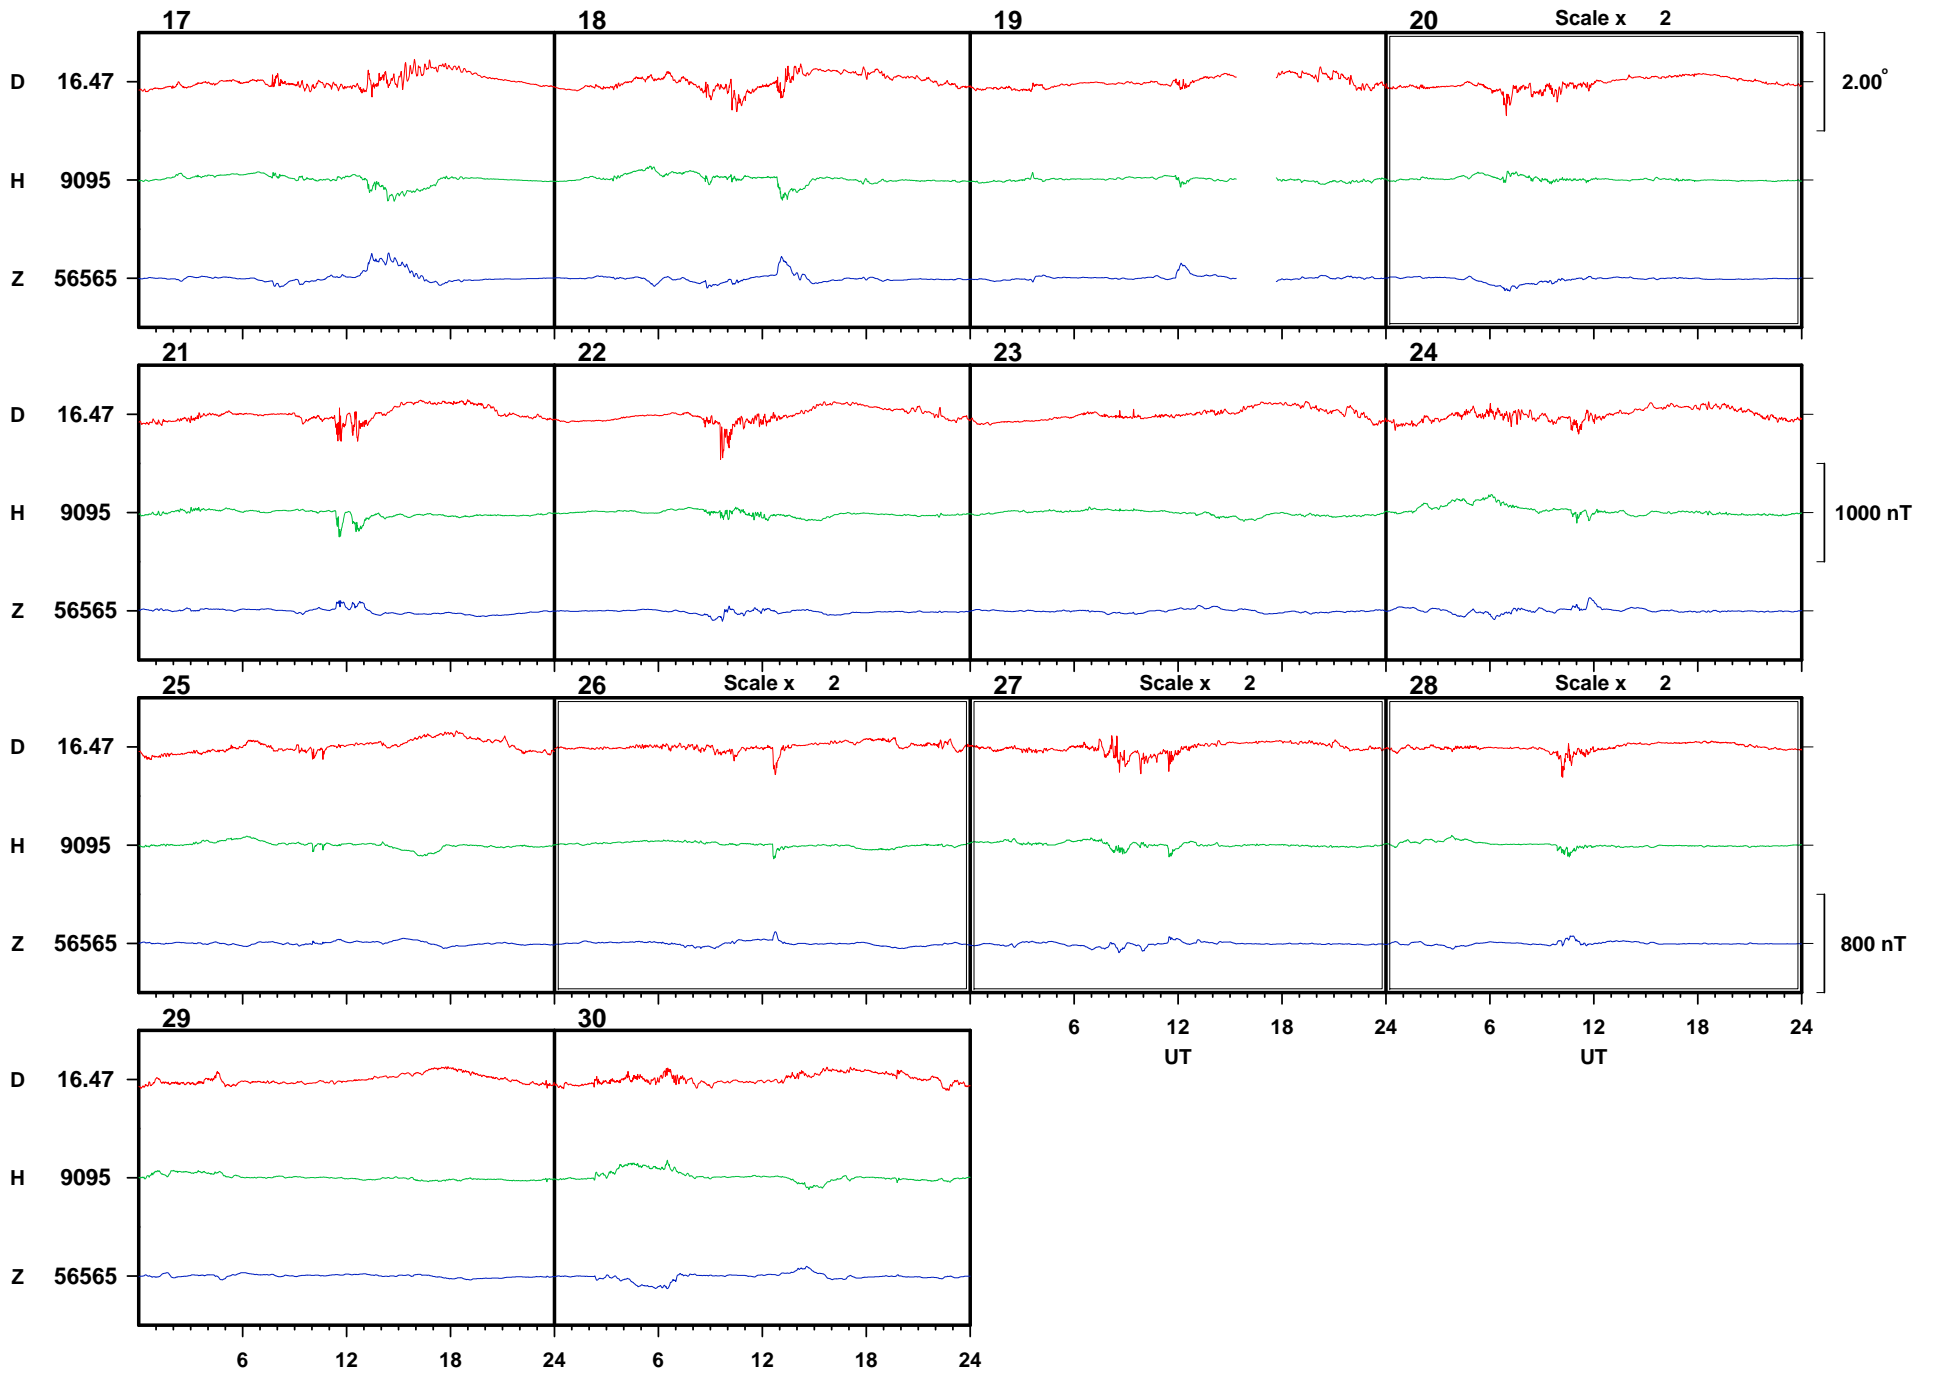 17 18 19 20 Scale x 2
D 16.47 2.00°
H 9095
Z 56565
21 22 23 24
D 16.47
H 9095 1000 nT
Z 56565
25 26 Scale x 2 27 Scale x 2 28 Scale x 2
D 16.47
H 9095
Z 56565 800 nT
29 30 6 12 18 24 6 12 18 24
UT UT
D 16.47
H 9095
Z 56565
6 12 18 24 6 12 18 24